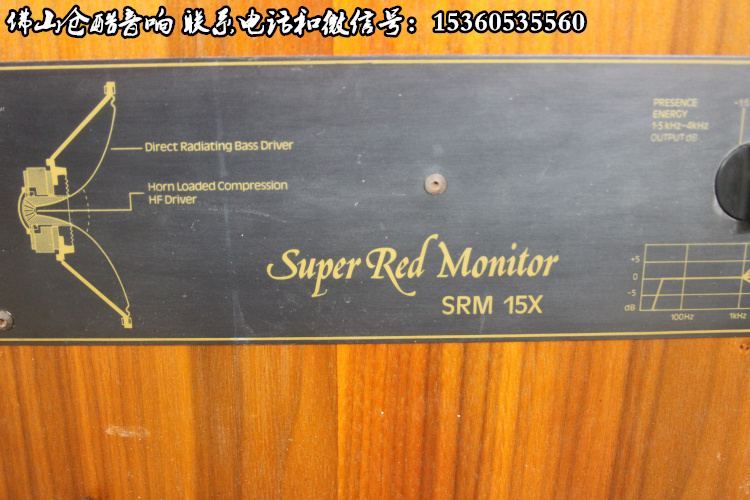 佛山仓酷音响 联系电话和微信号：15360535560
Direct Radiating Bass Driver
Horn Loaded Compression
HF Driver
Super Red Monitor
SRM 15X
PRESENCE
ENERGY
1·5 kHz–4kHz
OUTPUT dB
+5
0
-5
dB
100Hz
1kHz